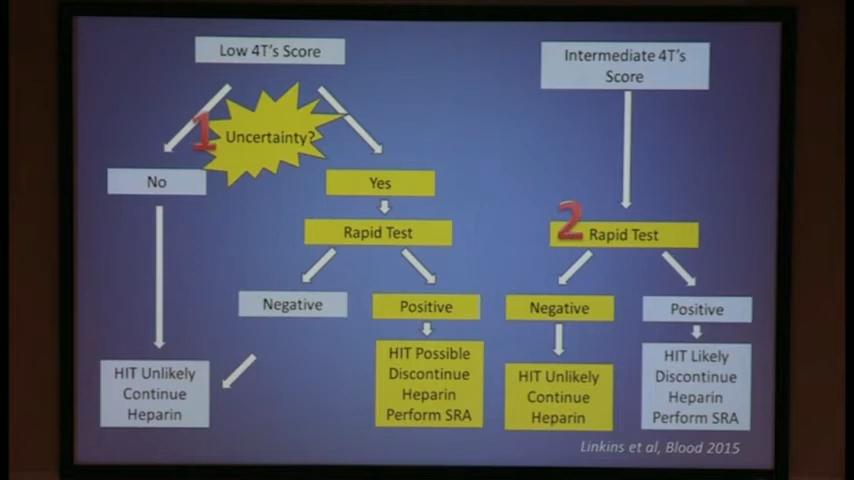 Low 4T's Score
Intermediate 4T's
Score
1
Uncertainty?
No
Yes
Rapid Test
2
Rapid Test
Negative
Positive
Negative
Positive
HIT Unlikely
Continue
Heparin
HIT Possible
Discontinue
Heparin
Perform SRA
HIT Unlikely
Continue
Heparin
HIT Likely
Discontinue
Heparin
Perform SRA
Linkins et al, Blood 2015